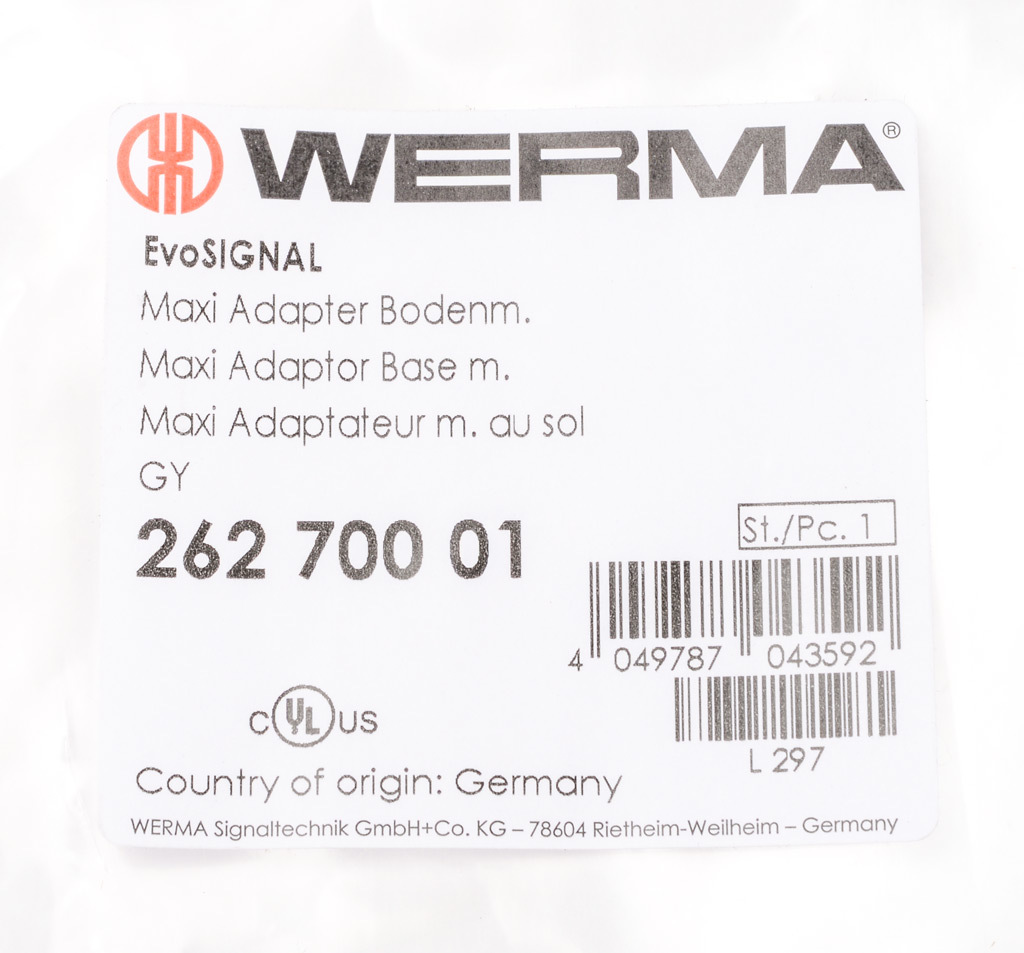 WERMA®
EvoSIGNAL
Maxi Adapter Bodenm.
Maxi Adaptor Base m.
Maxi Adaptateur m. au sol
GY
262 700 01
St./Pc. 1
4 049787 043592
L 297
c UL US
Country of origin: Germany
WERMA Signaltechnik GmbH+Co. KG – 78604 Rietheim-Weilheim – Germany